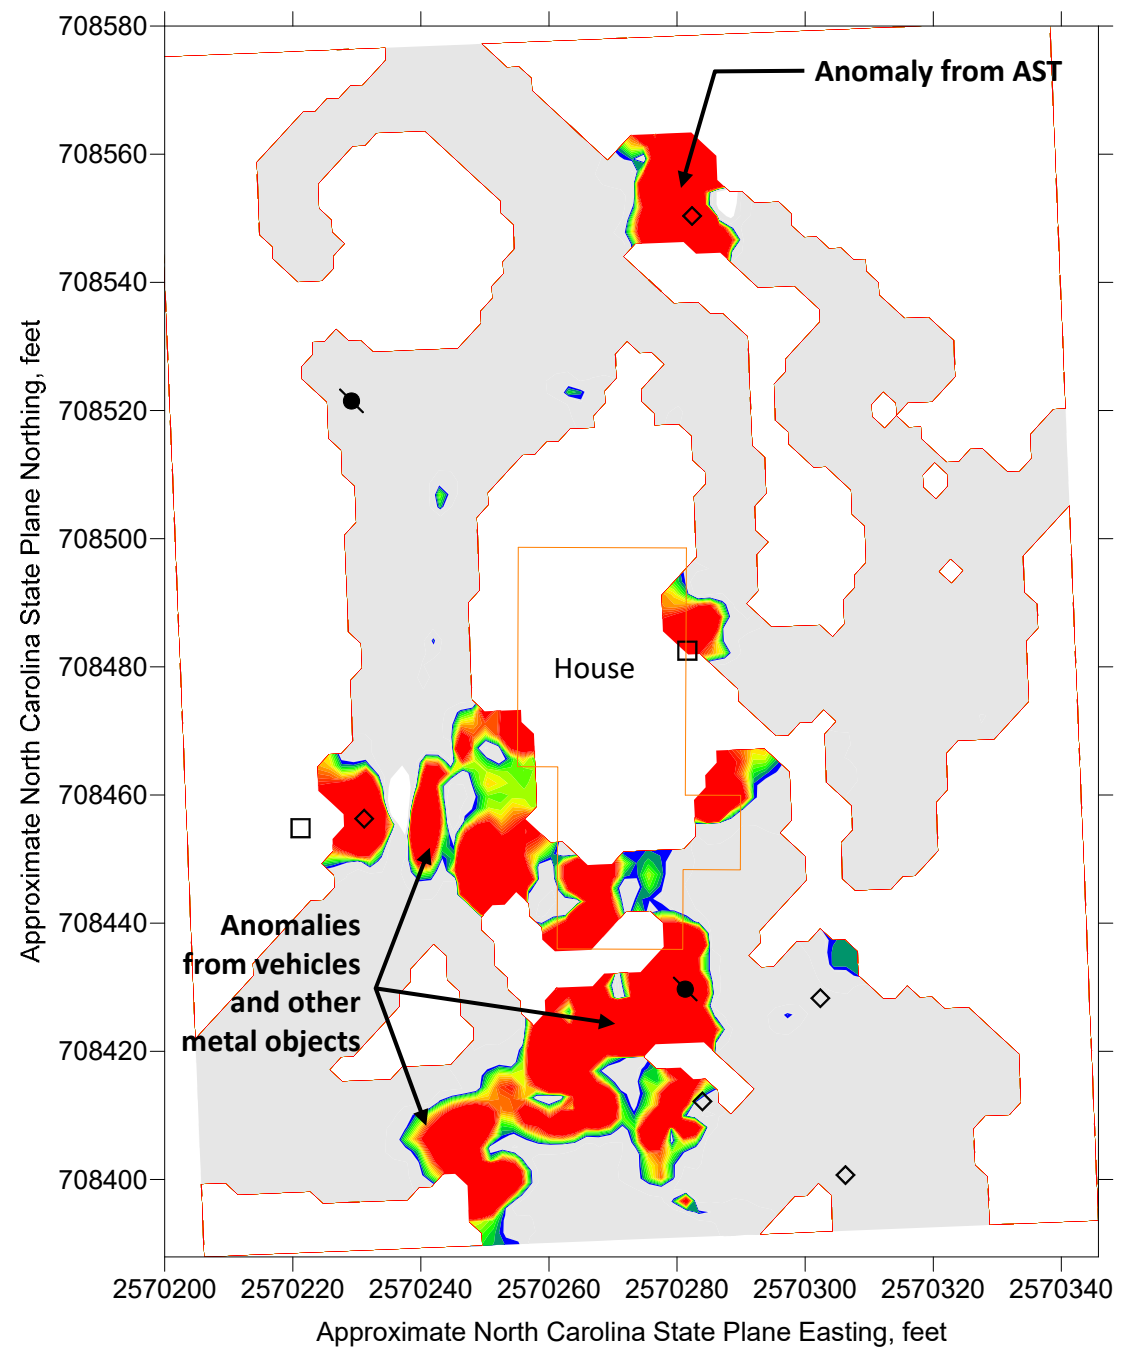 708580
Anomaly from AST
708560
708540
708520
708500
708480
House
708460
708440
Anomalies
from vehicles
and other
metal objects
708420
708400
2570200 2570220 2570240 2570260 2570280 2570300 2570320 2570340
Approximate North Carolina State Plane Easting, feet
Approximate North Carolina State Plane Northing, feet